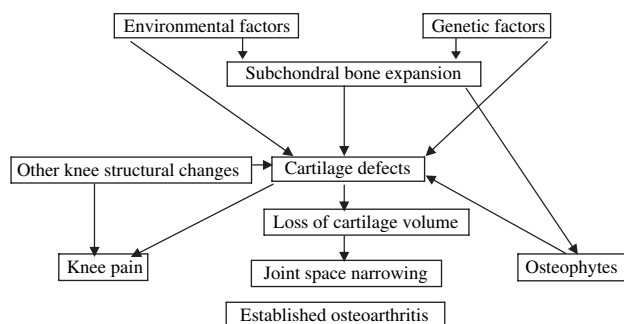 Environmental factors
Genetic factors
Subchondral bone expansion
Other knee structural changes
Cartilage defects
Loss of cartilage volume
Knee pain
Joint space narrowing
Osteophytes
Established osteoarthritis